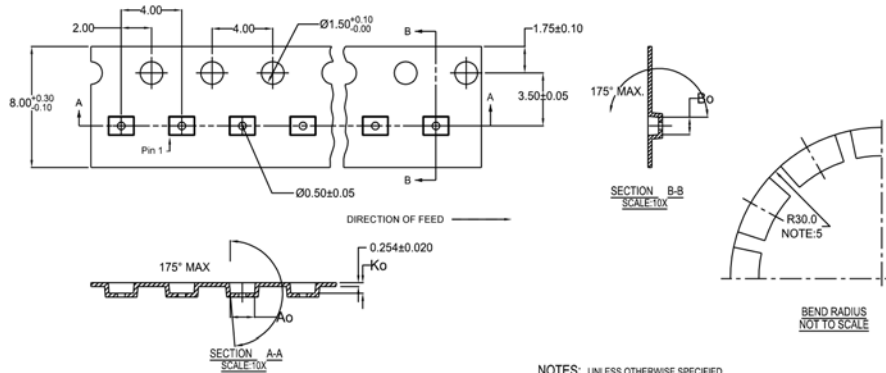 4.00
2.00
4.00
Ø1.50 +0.10 -0.00
B
1.75±0.10
8.00 +0.30 -0.10
A
A
3.50±0.05
Pin 1
B
Ø0.50±0.05
DIRECTION OF FEED
175° MAX.
Bo
SECTION B-B
SCALE:10X
R30.0
NOTE:5
BEND RADIUS
NOT TO SCALE
175° MAX
0.254±0.020
Ko
Ao
SECTION A-A
SCALE:10X
NOTES: UNLESS OTHERWISE SPECIFIED